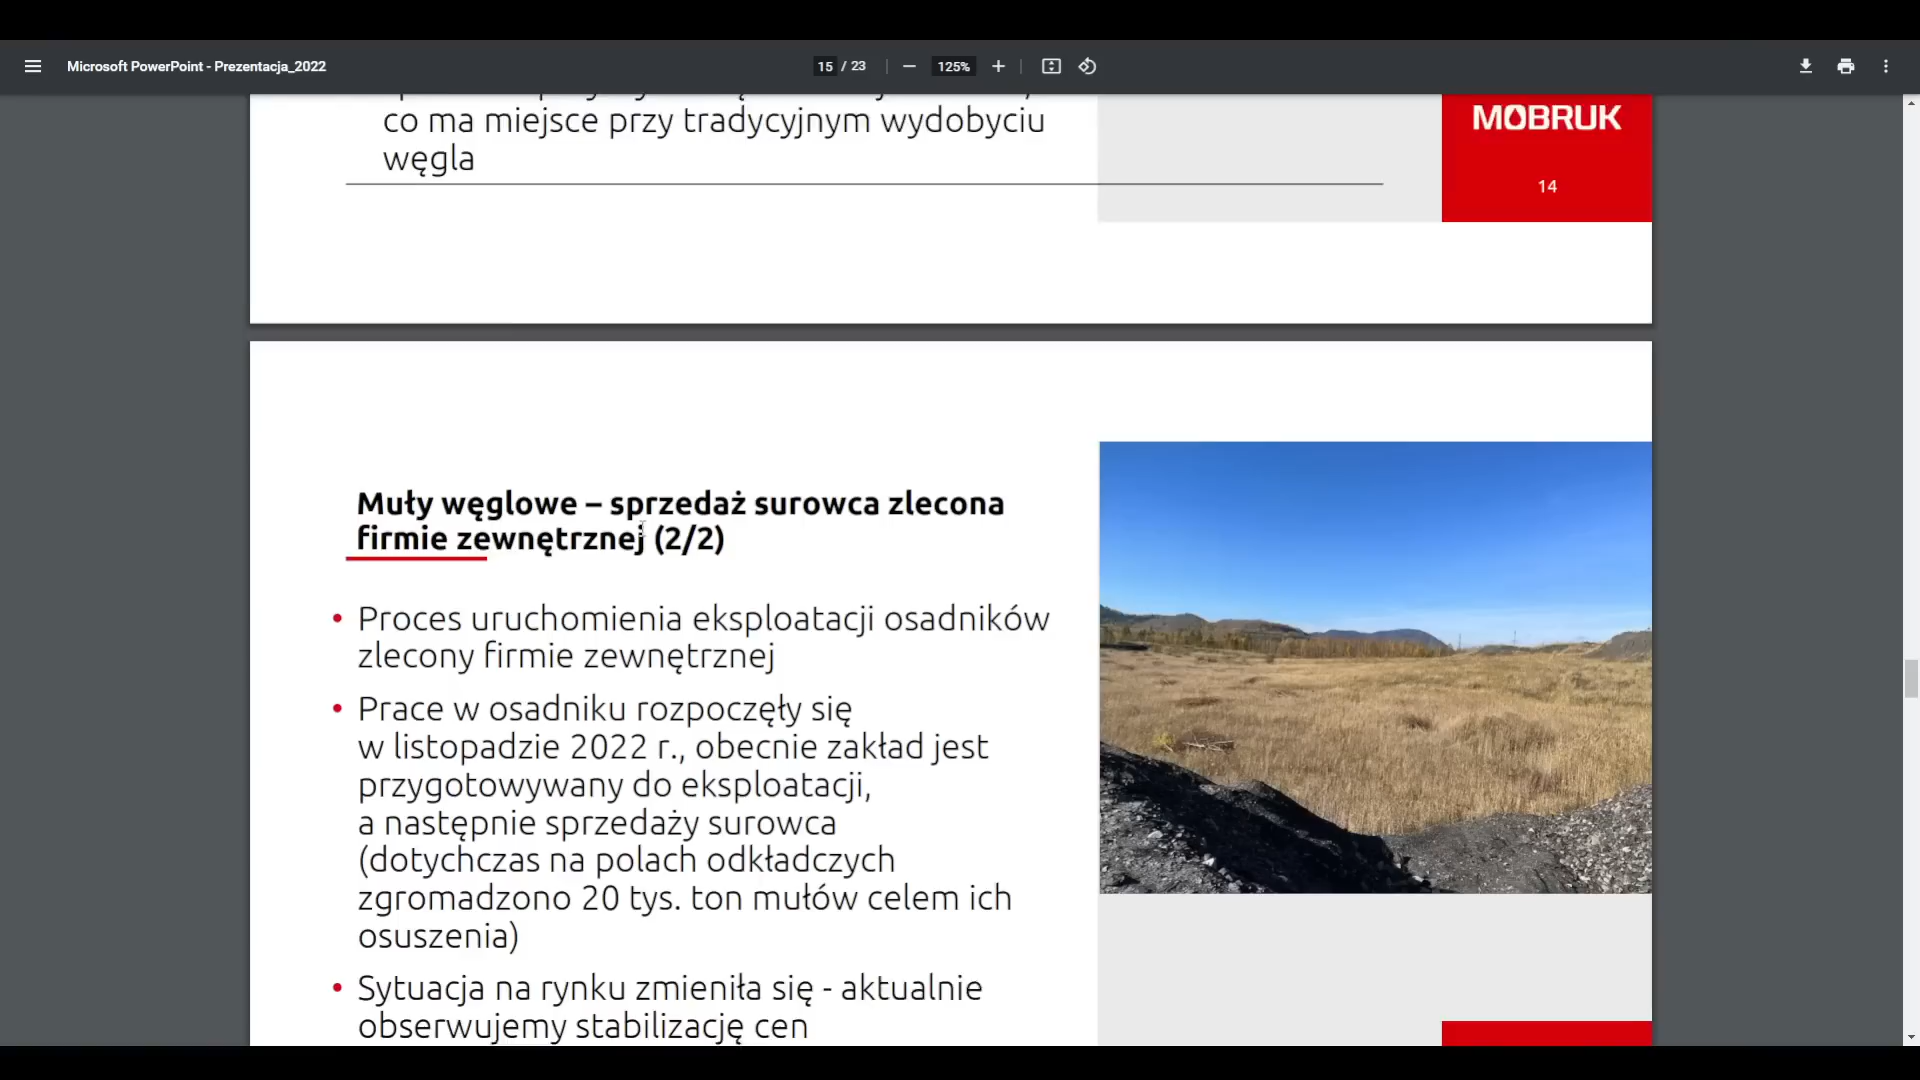 Microsoft PowerPoint - Prezentacja_2022
15 / 23
125%
co ma miejsce przy tradycyjnym wydobyciu
węgla
MOBRUK
14
Muły węglowe – sprzedaż surowca zlecona
firmie zewnętrznej (2/2)
• Proces uruchomienia eksploatacji osadników
zlecony firmie zewnętrznej
• Prace w osadniku rozpoczęły się
w listopadzie 2022 r., obecnie zakład jest
przygotowywany do eksploatacji,
a następnie sprzedaży surowca
(dotychczas na polach odkładczych
zgromadzono 20 tys. ton mułów celem ich
osuszenia)
• Sytuacja na rynku zmieniła się - aktualnie
obserwujemy stabilizację cen